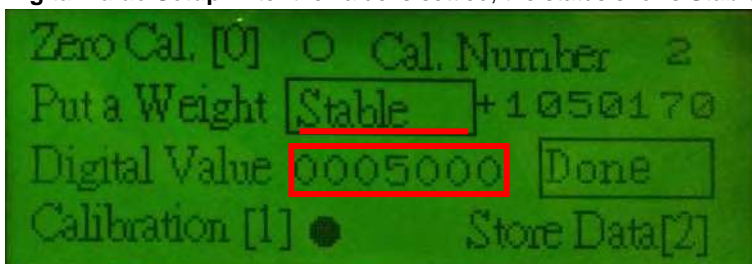 Zero Cal. [0] ○ Cal. Number 2
Put a Weight Stable +1050170
Digital Value 0005000 Done
Calibration [1] ● Store Data[2]